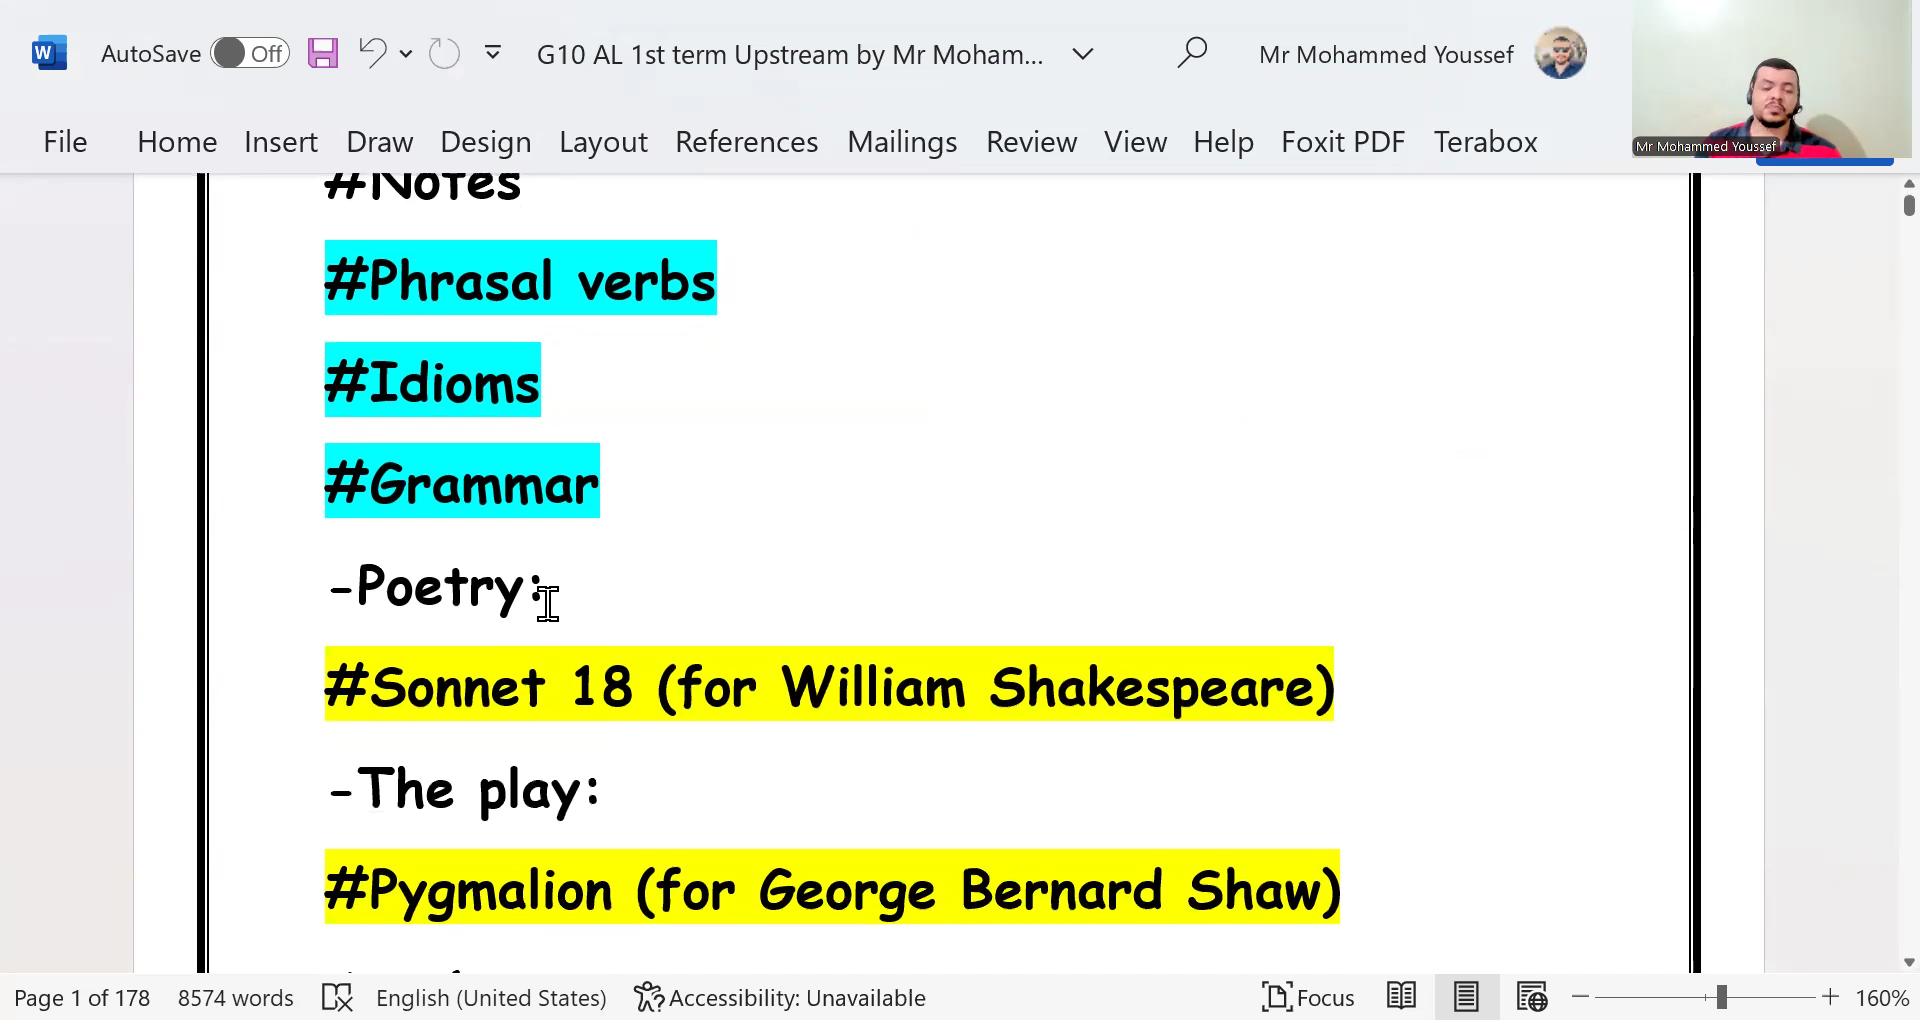 AutoSave Off G10 AL 1st term Upstream by Mr Moham... Mr Mohammed Youssef
Mr Mohammed Youssef
File Home Insert Draw Design Layout References Mailings Review View Help Foxit PDF Terabox
#Notes
#Phrasal verbs
#Idioms
#Grammar
-Poetry:
#Sonnet 18 (for William Shakespeare)
-The play:
#Pygmalion (for George Bernard Shaw)
Page 1 of 178 8574 words English (United States) Accessibility: Unavailable Focus 160%